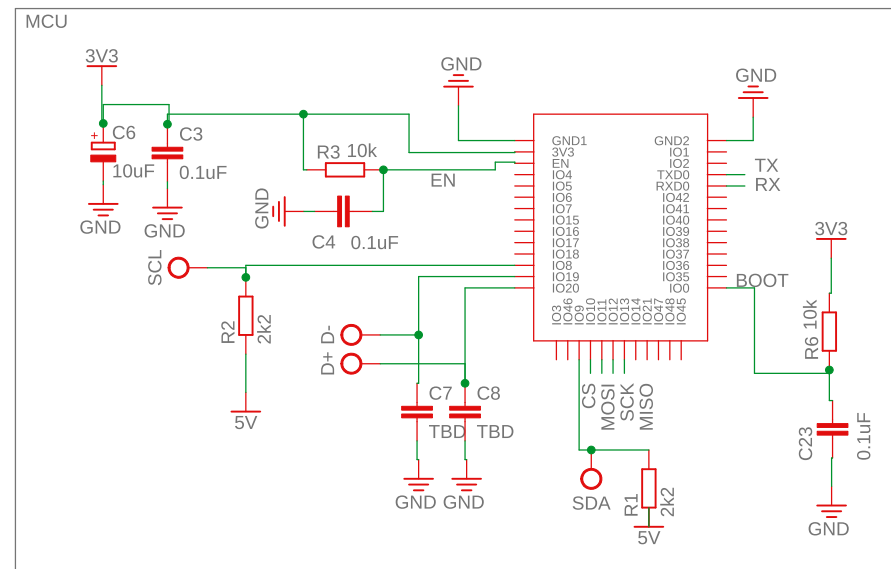 MCU
3V3
C6
10uF
GND
C3
0.1uF
GND
R3 10k
EN
GND
C4 0.1uF
GND
GND
GND1
3V3
EN
IO4
IO5
IO6
IO7
IO15
IO16
IO17
IO18
IO8
IO19
IO20
GND2
IO1
IO2
TXD0
RXD0
IO42
IO41
IO40
IO39
IO38
IO37
IO36
IO35
IO0
IO3
IO46
IO9
IO10
IO11
IO12
IO13
IO14
IO21
IO47
IO48
IO45
TX
RX
BOOT
3V3
R6 10k
C23
0.1uF
GND
SCL
R2
2k2
5V
D-
D+
C7
TBD
GND
C8
TBD
GND
CS
MOSI
SCK
MISO
SDA
R1
2k2
5V